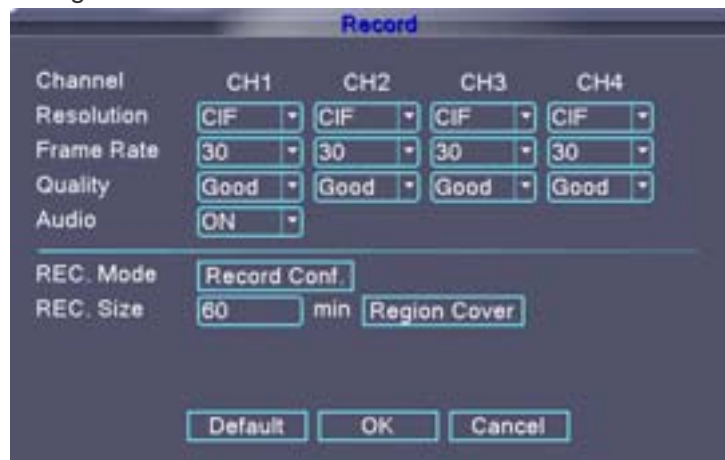 Record
Channel CH1 CH2 CH3 CH4
Resolution CIF CIF CIF CIF
Frame Rate 30 30 30 30
Quality Good Good Good Good
Audio ON
REC. Mode Record Conf.
REC. Size 60 min Region Cover
Default OK Cancel